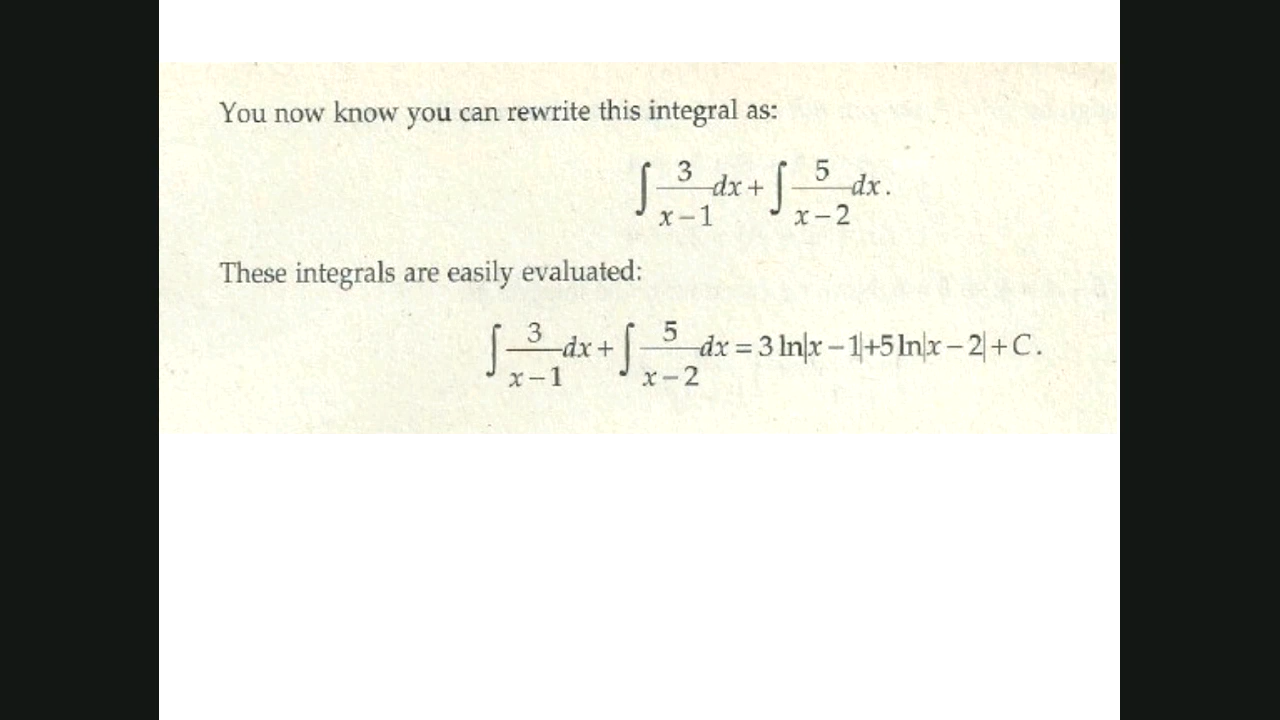 You now know you can rewrite this integral as:
∫ 3/(x − 1) dx + ∫ 5/(x − 2) dx.
These integrals are easily evaluated:
∫ 3/(x − 1) dx + ∫ 5/(x − 2) dx = 3 ln|x − 1| + 5 ln|x − 2| + C.